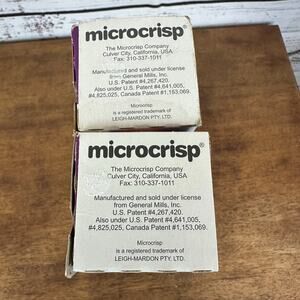 microcrisp®
The Microcrisp Company
Culver City, California, USA
Fax: 310-337-1011
Manufactured and sold under license
from General Mills, Inc.
U.S. Patent #4,267,420.
Also under U.S. Patent #4,641,005,
#4,825,025, Canada Patent #1,153,069.
Microcrisp
is a registered trademark of
LEIGH-MARDON PTY. LTD.
microcrisp®
The Microcrisp Company
Culver City, California, USA
Fax: 310-337-1011
Manufactured and sold under license
from General Mills, Inc.
U.S. Patent #4,267,420.
Also under U.S. Patent #4,641,005,
#4,825,025, Canada Patent #1,153,069.
Microcrisp
is a registered trademark of
LEIGH-MARDON PTY. LTD.